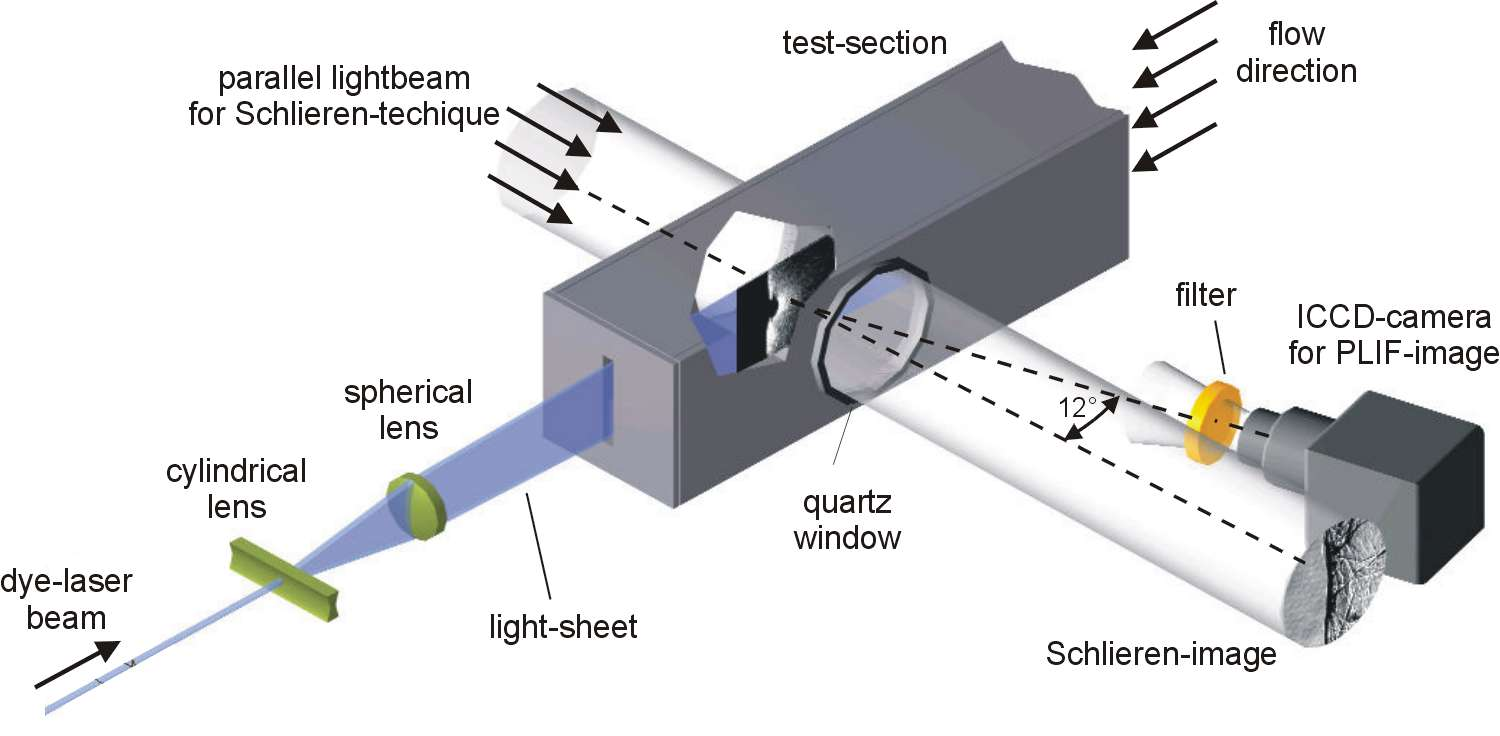 test-section
flow
direction
parallel lightbeam
for Schlieren-techique
filter
ICCD-camera
for PLIF-image
12°
spherical
lens
cylindrical
lens
quartz
window
dye-laser
beam
light-sheet
Schlieren-image